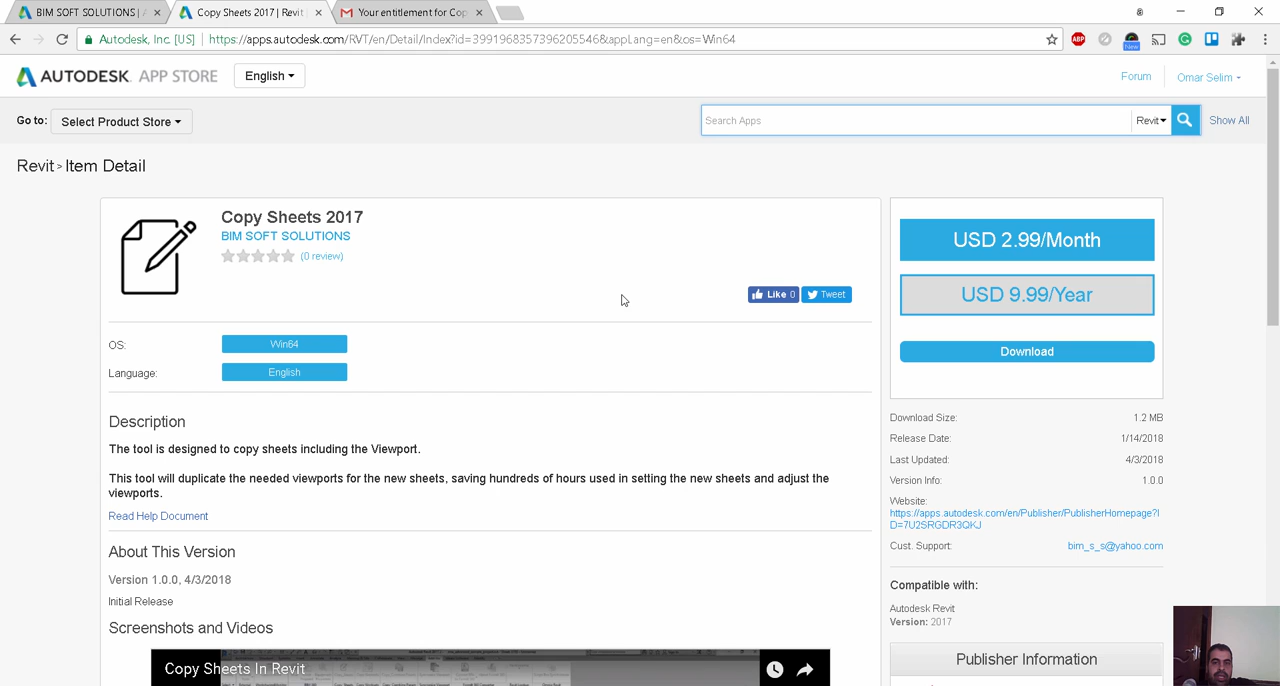 BIM SOFT SOLUTIONS | A
Copy Sheets 2017 | Revit
Your entitlement for Cop
Autodesk, Inc. [US]
https://apps.autodesk.com/RVT/en/Detail/Index?id=3991968357396205546&appLang=en&os=Win64
ABP
New
AUTODESK. APP STORE
English
Forum
Omar Selim
Go to:
Select Product Store
Search Apps
Revit
Show All
Revit > Item Detail
Copy Sheets 2017
BIM SOFT SOLUTIONS
(0 review)
Like 0
Tweet
USD 2.99/Month
USD 9.99/Year
Download
OS:
Win64
Language:
English
Description
The tool is designed to copy sheets including the Viewport.
This tool will duplicate the needed viewports for the new sheets, saving hundreds of hours used in setting the new sheets and adjust the
viewports.
Read Help Document
About This Version
Version 1.0.0, 4/3/2018
Initial Release
Screenshots and Videos
Copy Sheets In Revit
Download Size: 1.2 MB
Release Date: 1/14/2018
Last Updated: 4/3/2018
Version Info: 1.0.0
Website:
https://apps.autodesk.com/en/Publisher/PublisherHomepage?I
D=7U2SRGDR3QKJ
Cust. Support: bim_s_s@yahoo.com
Compatible with:
Autodesk Revit
Version: 2017
Publisher Information